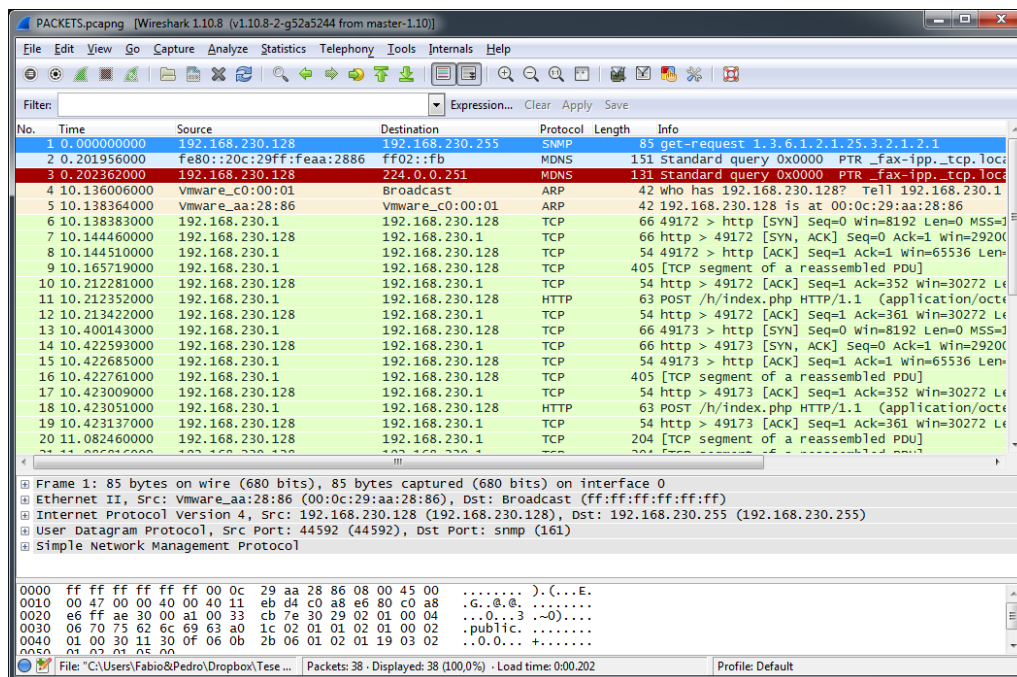 PACKETS.pcapng [Wireshark 1.10.8 (v1.10.8-2-g52a5244 from master-1.10)]
File Edit View Go Capture Analyze Statistics Telephony Tools Internals Help
Filter: Expression... Clear Apply Save
No. Time Source Destination Protocol Length Info
1 0.000000000 192.168.230.128 192.168.230.255 SNMP 85 get-request 1.3.6.1.2.1.25.3.2.1.2.1
2 0.201956000 fe80::20c:29ff:feaa:2886 ff02::fb MDNS 151 Standard query 0x0000 PTR _fax-ipp._tcp.loca
3 0.202362000 192.168.230.128 224.0.0.251 MDNS 131 Standard query 0x0000 PTR _fax-ipp._tcp.loca
4 10.136006000 Vmware_c0:00:01 Broadcast ARP 42 Who has 192.168.230.128? Tell 192.168.230.1
5 10.138364000 Vmware_aa:28:86 Vmware_c0:00:01 ARP 42 192.168.230.128 is at 00:0c:29:aa:28:86
6 10.138383000 192.168.230.1 192.168.230.128 TCP 66 49172 > http [SYN] Seq=0 Win=8192 Len=0 MSS=1
7 10.144460000 192.168.230.128 192.168.230.1 TCP 66 http > 49172 [SYN, ACK] Seq=0 Ack=1 Win=29200
8 10.144510000 192.168.230.1 192.168.230.128 TCP 54 49172 > http [ACK] Seq=1 Ack=1 Win=65536 Len=
9 10.165719000 192.168.230.1 192.168.230.128 TCP 405 [TCP segment of a reassembled PDU]
10 10.212281000 192.168.230.128 192.168.230.1 TCP 54 http > 49172 [ACK] Seq=1 Ack=352 Win=30272 Le
11 10.212352000 192.168.230.1 192.168.230.128 HTTP 63 POST /h/index.php HTTP/1.1 (application/octe
12 10.213422000 192.168.230.128 192.168.230.1 TCP 54 http > 49172 [ACK] Seq=1 Ack=361 Win=30272 Le
13 10.400143000 192.168.230.1 192.168.230.128 TCP 66 49173 > http [SYN] Seq=0 Win=8192 Len=0 MSS=1
14 10.422593000 192.168.230.128 192.168.230.1 TCP 66 http > 49173 [SYN, ACK] Seq=0 Ack=1 Win=29200
15 10.422685000 192.168.230.1 192.168.230.128 TCP 54 49173 > http [ACK] Seq=1 Ack=1 Win=65536 Len=
16 10.422761000 192.168.230.1 192.168.230.128 TCP 405 [TCP segment of a reassembled PDU]
17 10.423009000 192.168.230.128 192.168.230.1 TCP 54 http > 49173 [ACK] Seq=1 Ack=352 Win=30272 Le
18 10.423051000 192.168.230.1 192.168.230.128 HTTP 63 POST /h/index.php HTTP/1.1 (application/octe
19 10.423137000 192.168.230.128 192.168.230.1 TCP 54 http > 49173 [ACK] Seq=1 Ack=361 Win=30272 Le
20 11.082460000 192.168.230.128 192.168.230.1 TCP 204 [TCP segment of a reassembled PDU]
Frame 1: 85 bytes on wire (680 bits), 85 bytes captured (680 bits) on interface 0
Ethernet II, Src: Vmware_aa:28:86 (00:0c:29:aa:28:86), Dst: Broadcast (ff:ff:ff:ff:ff:ff)
Internet Protocol Version 4, Src: 192.168.230.128 (192.168.230.128), Dst: 192.168.230.255 (192.168.230.255)
User Datagram Protocol, Src Port: 44592 (44592), Dst Port: snmp (161)
Simple Network Management Protocol
0000 ff ff ff ff ff ff 00 0c 29 aa 28 86 08 00 45 00 ........ ).(...E.
0010 00 47 00 00 40 00 40 11 eb d4 c0 a8 e6 80 c0 a8 .G..@.@. ........
0020 e6 ff ae 30 00 a1 00 33 cb 7e 30 29 02 01 00 04 ...0...3 .~0)....
0030 06 70 75 62 6c 69 63 a0 1c 02 01 01 02 01 00 02 .public. ........
0040 01 00 30 11 30 0f 06 0b 2b 06 01 02 01 19 03 02 ..0.0... +.......
0050 01 02 01 05 00
File: "C:\Users\Fabio&Pedro\Dropbox\Tese ... Packets: 38 · Displayed: 38 (100,0%) · Load time: 0:00.202 Profile: Default